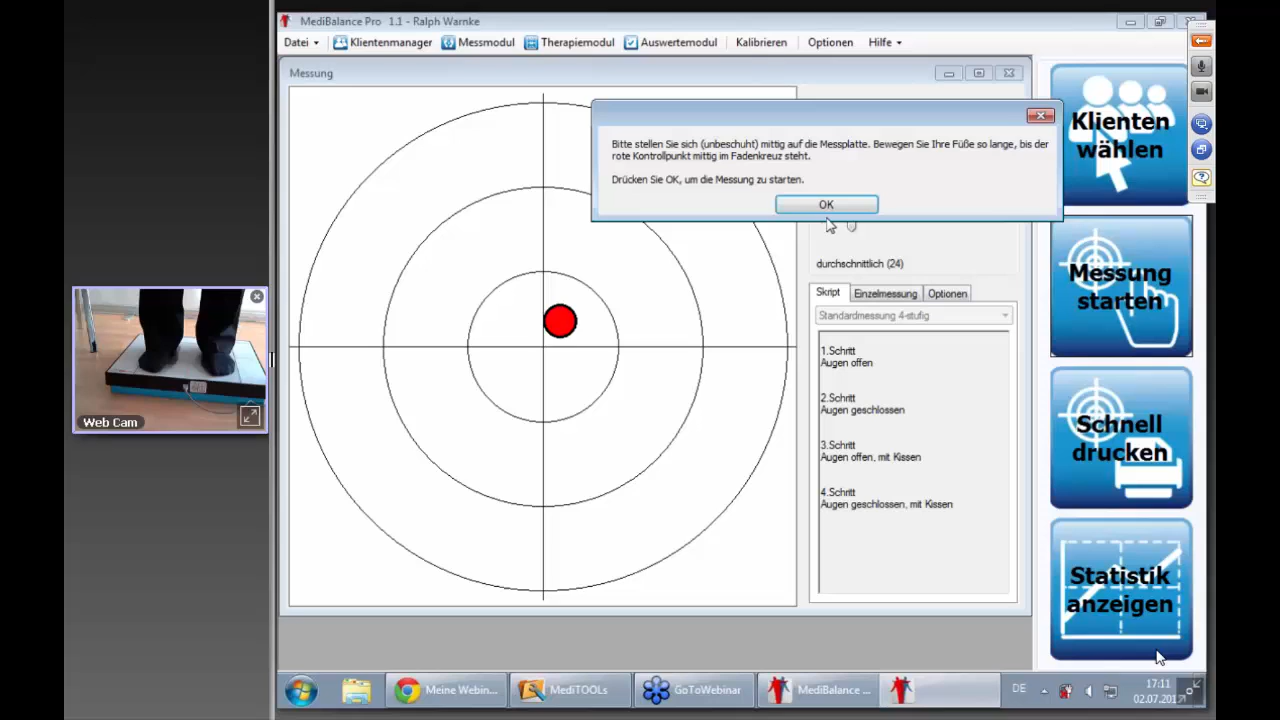 MediBalance Pro 1.1 - Ralph Warnke
Datei
Klientenmanager
Messmodul
Therapiemodul
Auswertemodul
Kalibrieren
Optionen
Hilfe
Messung
Bitte stellen Sie sich (unbeschuht) mittig auf die Messplatte. Bewegen Sie Ihre Füße so lange, bis der
rote Kontrollpunkt mittig im Fadenkreuz steht.
Drücken Sie OK, um die Messung zu starten.
OK
durchschnittlich (24)
Skript
Einzelmessung
Optionen
Standardmessung 4-stufig
1.Schritt
Augen offen
2.Schritt
Augen geschlossen
3.Schritt
Augen offen, mit Kissen
4.Schritt
Augen geschlossen, mit Kissen
Klienten
wählen
Messung
starten
Schnell
drucken
Statistik
anzeigen
Web Cam
Meine Webin...
MediTOOLs
GoToWebinar
MediBalance ...
DE
17:11
02.07.201